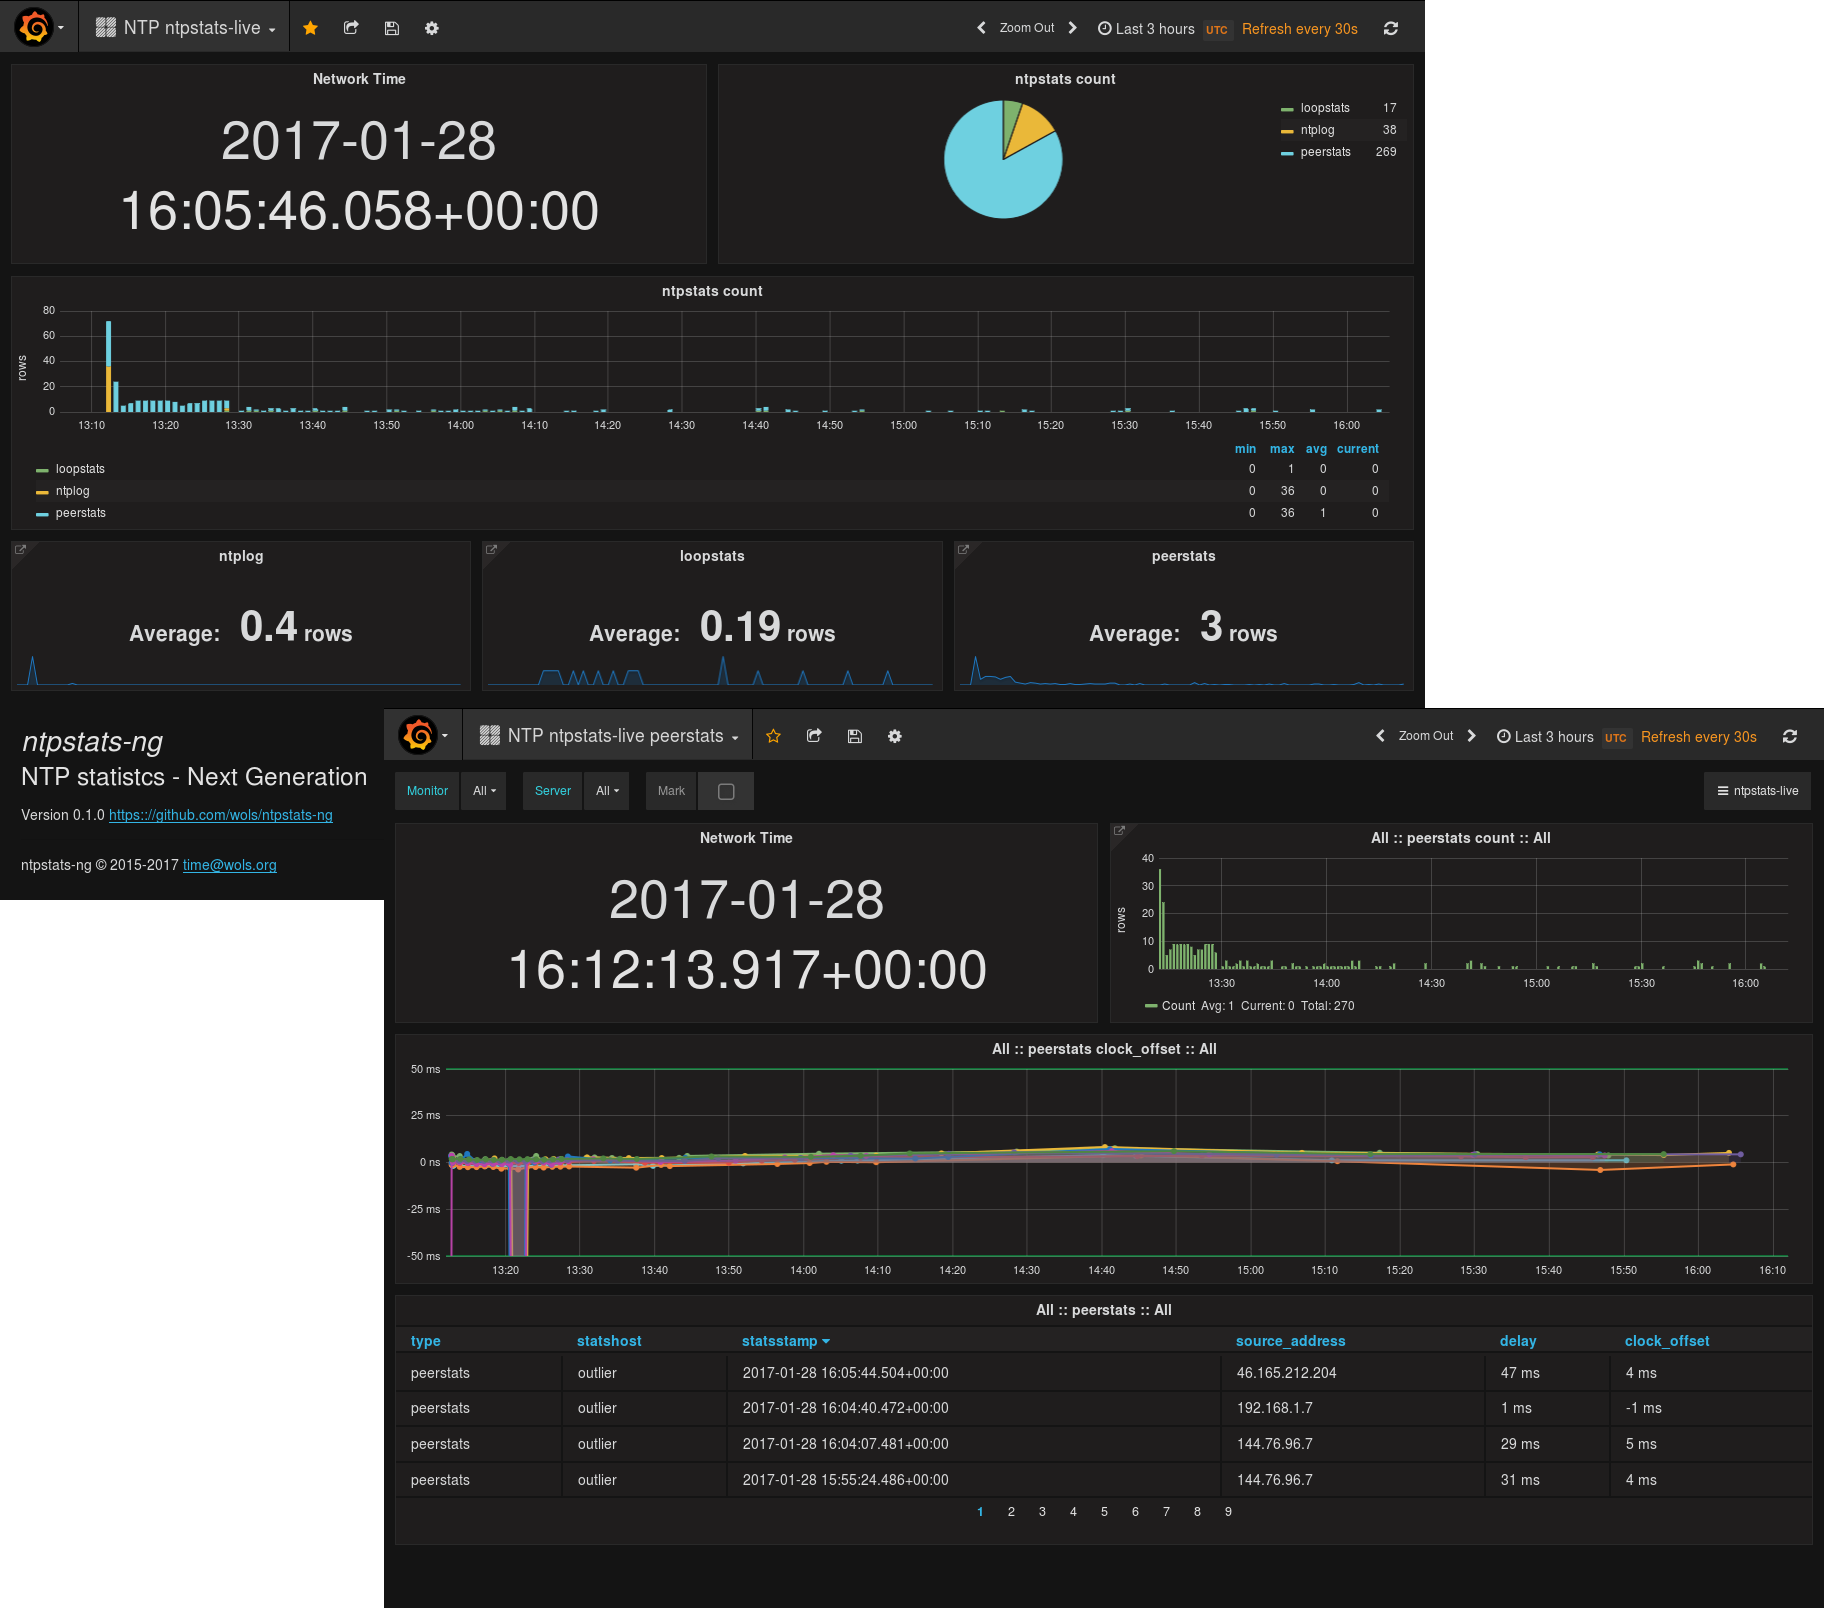 NTP ntpstats-live
Zoom Out Last 3 hours UTC Refresh every 30s
Network Time
2017-01-28
16:05:46.058+00:00
ntpstats count
loopstats 17
ntplog 38
peerstats 269
ntpstats count
rows
80
60
40
20
0
13:10 13:20 13:30 13:40 13:50 14:00 14:10 14:20 14:30 14:40 14:50 15:00 15:10 15:20 15:30 15:40 15:50 16:00
min max avg current
loopstats 0 1 0 0
ntplog 0 36 0 0
peerstats 0 36 1 0
ntplog
Average: 0.4 rows
loopstats
Average: 0.19 rows
peerstats
Average: 3 rows
ntpstats-ng
NTP statistcs - Next Generation
Version 0.1.0 https:://github.com/wols/ntpstats-ng
ntpstats-ng © 2015-2017 time@wols.org
NTP ntpstats-live peerstats
Zoom Out Last 3 hours UTC Refresh every 30s
Monitor All Server All Mark ntpstats-live
Network Time
2017-01-28
16:12:13.917+00:00
All :: peerstats count :: All
rows
40
30
20
10
0
13:30 14:00 14:30 15:00 15:30 16:00
Count Avg: 1 Current: 0 Total: 270
All :: peerstats clock_offset :: All
50 ms
25 ms
0 ns
-25 ms
-50 ms
13:20 13:30 13:40 13:50 14:00 14:10 14:20 14:30 14:40 14:50 15:00 15:10 15:20 15:30 15:40 15:50 16:00 16:10
All :: peerstats :: All
type statshost statsstamp source_address delay clock_offset
peerstats outlier 2017-01-28 16:05:44.504+00:00 46.165.212.204 47 ms 4 ms
peerstats outlier 2017-01-28 16:04:40.472+00:00 192.168.1.7 1 ms -1 ms
peerstats outlier 2017-01-28 16:04:07.481+00:00 144.76.96.7 29 ms 5 ms
peerstats outlier 2017-01-28 15:55:24.486+00:00 144.76.96.7 31 ms 4 ms
1 2 3 4 5 6 7 8 9